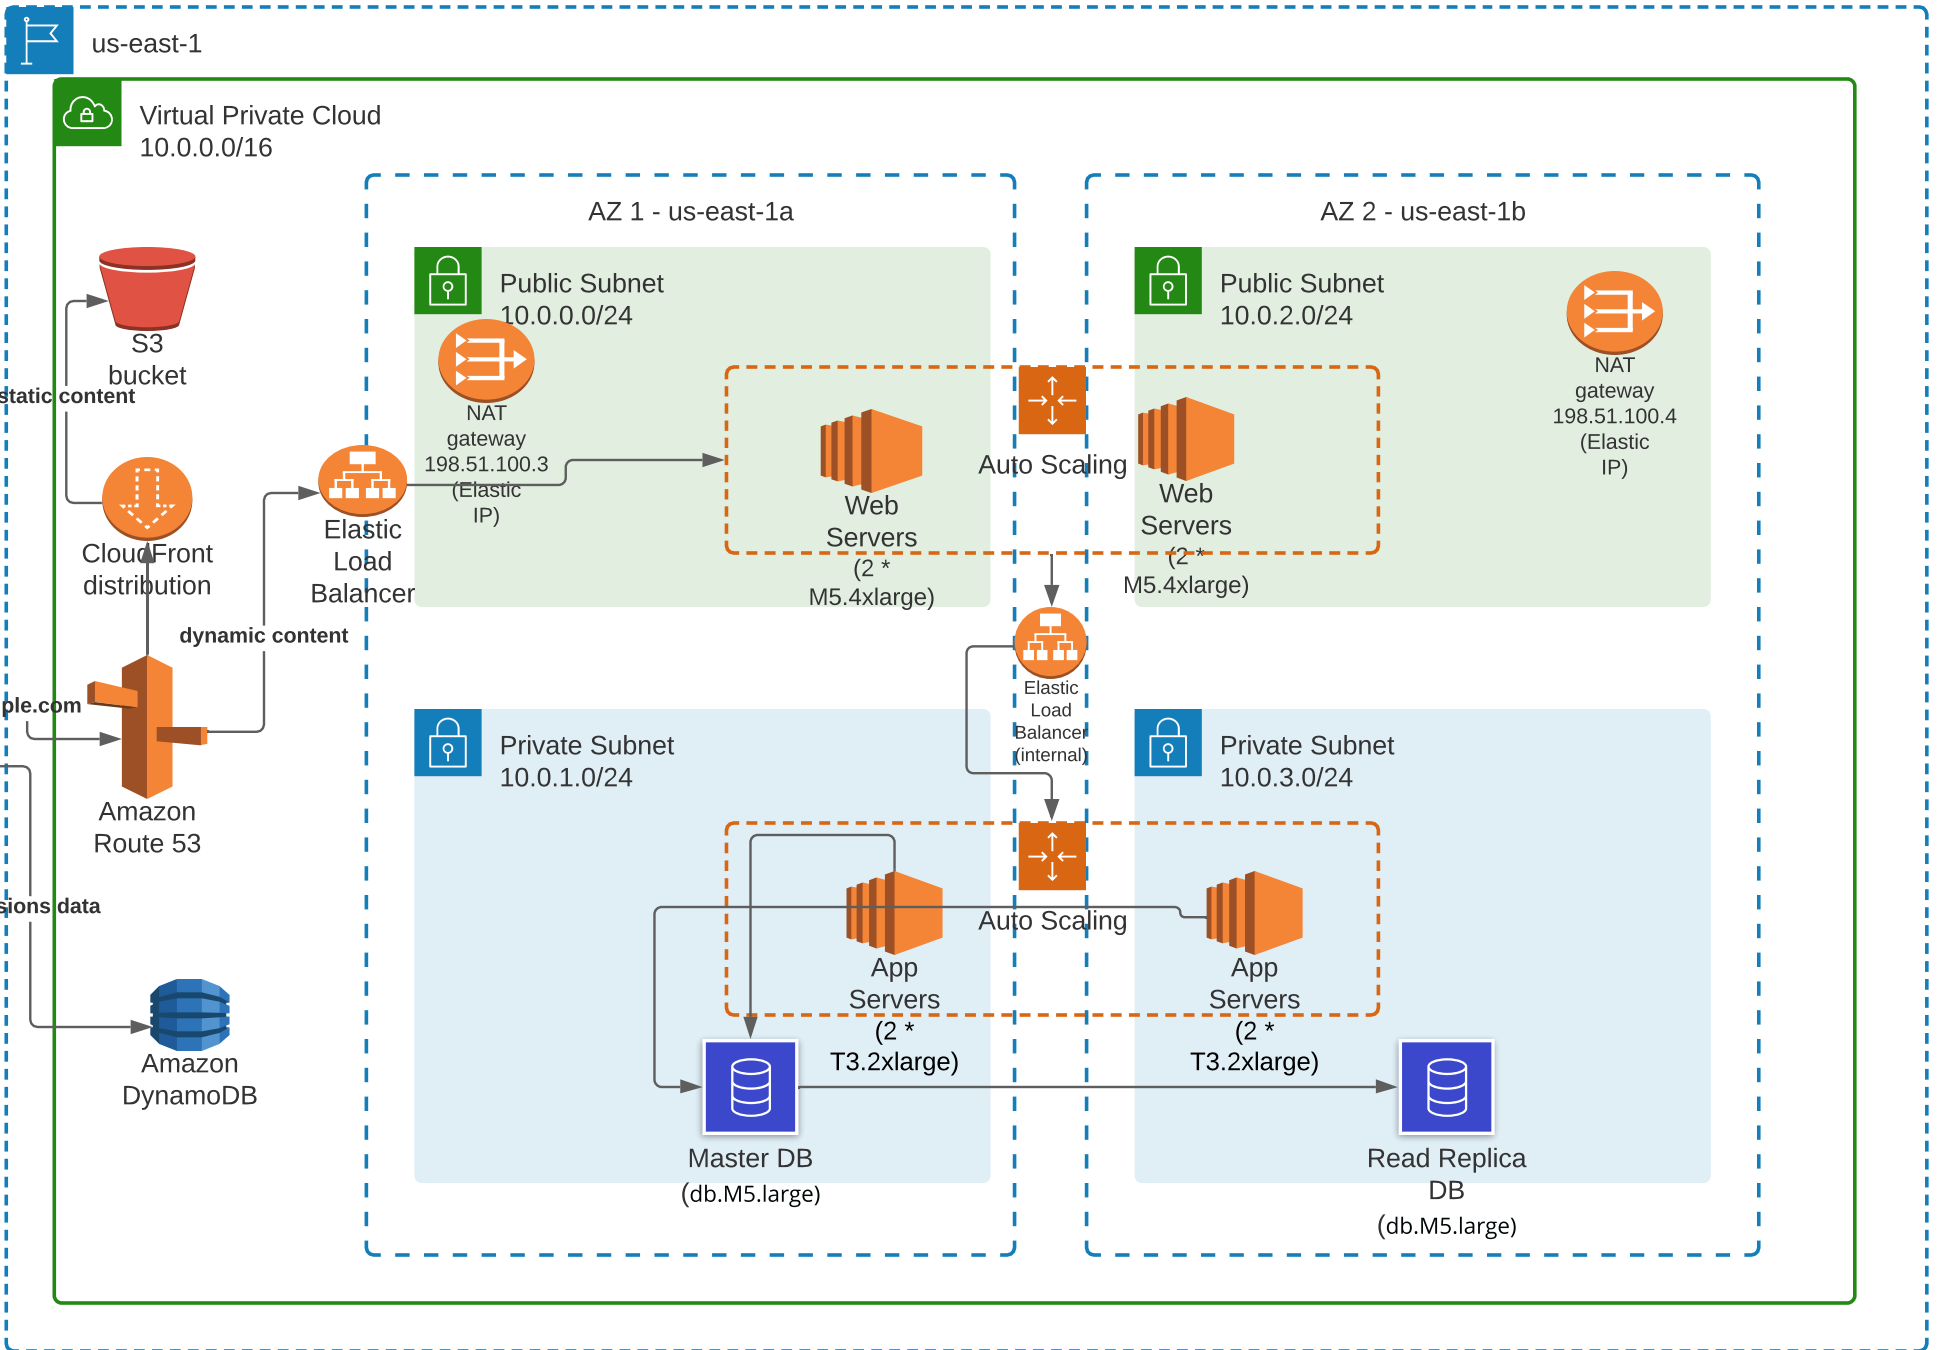 us-east-1
Virtual Private Cloud
10.0.0.0/16
AZ 1 - us-east-1a
AZ 2 - us-east-1b
Public Subnet
10.0.0.0/24
Public Subnet
10.0.2.0/24
S3
bucket
static content
NAT
gateway
198.51.100.3
(Elastic
IP)
NAT
gateway
198.51.100.4
(Elastic
IP)
Auto Scaling
Web
Servers
(2 *
M5.4xlarge)
Web
Servers
(2 *
M5.4xlarge)
CloudFront
distribution
Elastic
Load
Balancer
dynamic content
Elastic
Load
Balancer
(internal)
ple.com
Private Subnet
10.0.1.0/24
Private Subnet
10.0.3.0/24
Amazon
Route 53
sions data
Auto Scaling
App
Servers
(2 *
T3.2xlarge)
App
Servers
(2 *
T3.2xlarge)
Amazon
DynamoDB
Master DB
(db.M5.large)
Read Replica
DB
(db.M5.large)